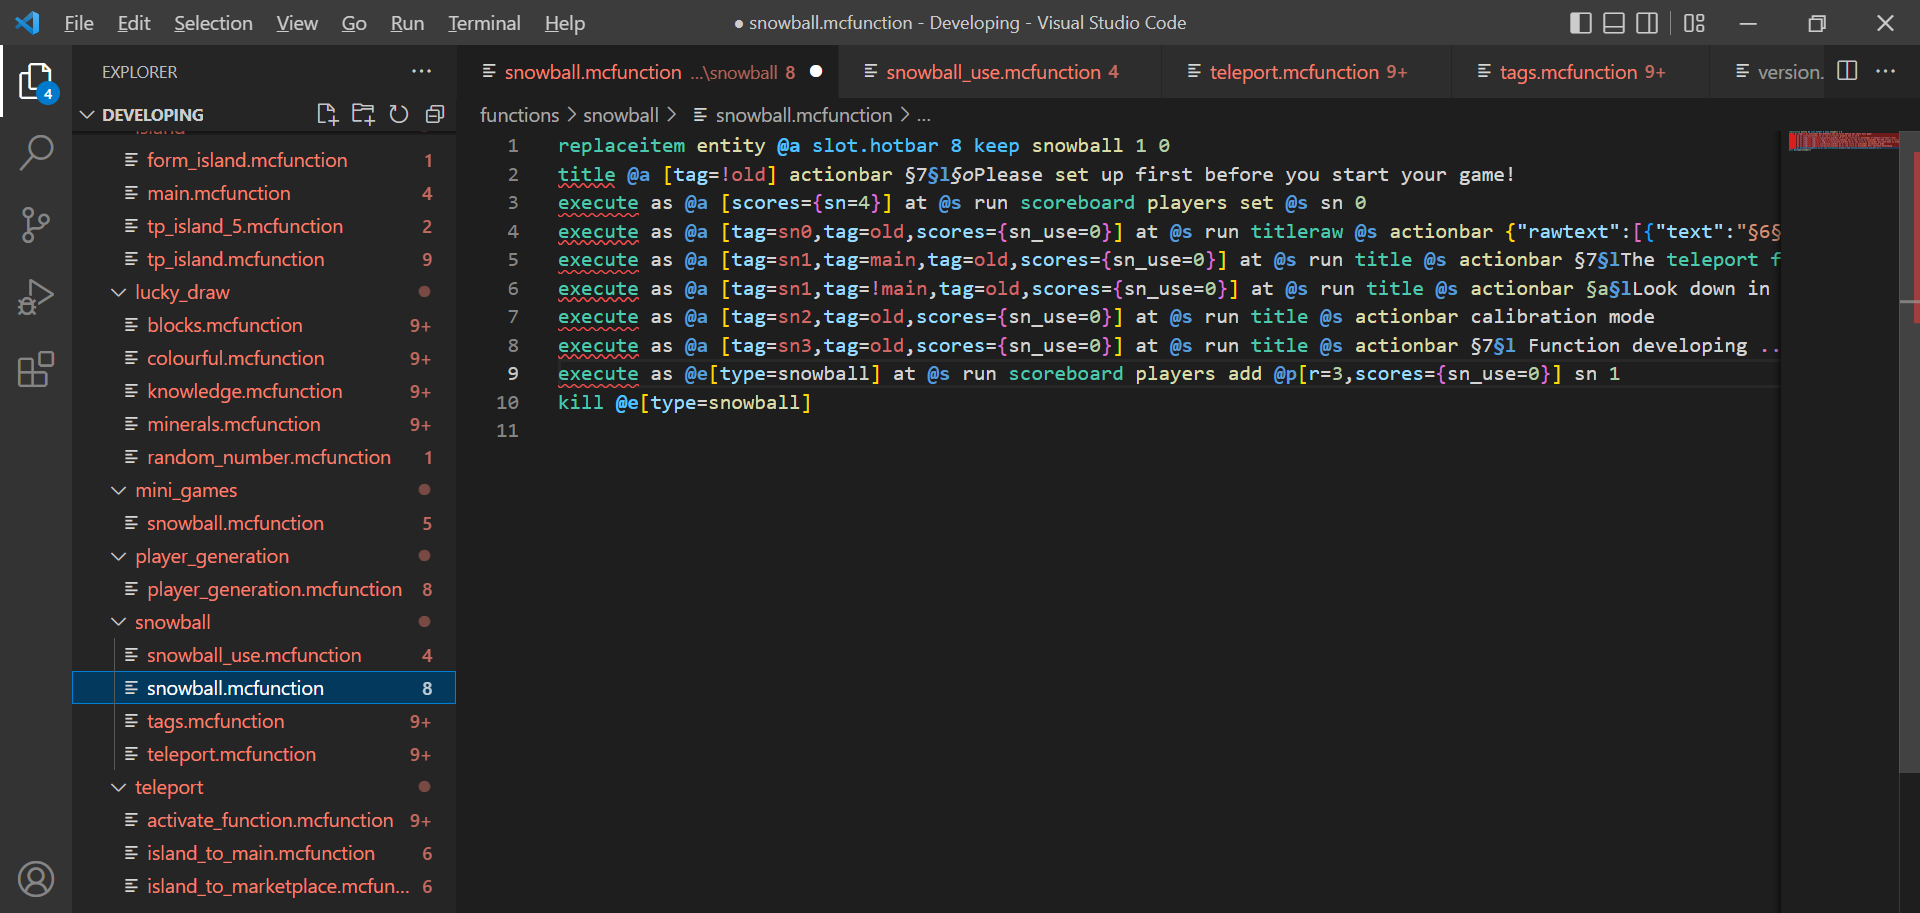 File Edit Selection View Go Run Terminal Help
● snowball.mcfunction - Developing - Visual Studio Code
4
EXPLORER
DEVELOPING
island
form_island.mcfunction 1
main.mcfunction 4
tp_island_5.mcfunction 2
tp_island.mcfunction 9
lucky_draw
blocks.mcfunction 9+
colourful.mcfunction 9+
knowledge.mcfunction 9+
minerals.mcfunction 9+
random_number.mcfunction 1
mini_games
snowball.mcfunction 5
player_generation
player_generation.mcfunction 8
snowball
snowball_use.mcfunction 4
snowball.mcfunction 8
tags.mcfunction 9+
teleport.mcfunction 9+
teleport
activate_function.mcfunction 9+
island_to_main.mcfunction 6
island_to_marketplace.mcfun... 6
snowball.mcfunction ...\snowball 8
snowball_use.mcfunction 4
teleport.mcfunction 9+
tags.mcfunction 9+
version.
functions > snowball > snowball.mcfunction > ...
1 replaceitem entity @a slot.hotbar 8 keep snowball 1 0
2 title @a [tag=!old] actionbar §7§l§oPlease set up first before you start your game!
3 execute as @a [scores={sn=4}] at @s run scoreboard players set @s sn 0
4 execute as @a [tag=sn0,tag=old,scores={sn_use=0}] at @s run titleraw @s actionbar {"rawtext":[{"text":"§6§
5 execute as @a [tag=sn1,tag=main,tag=old,scores={sn_use=0}] at @s run title @s actionbar §7§lThe teleport f
6 execute as @a [tag=sn1,tag=!main,tag=old,scores={sn_use=0}] at @s run title @s actionbar §a§lLook down in
7 execute as @a [tag=sn2,tag=old,scores={sn_use=0}] at @s run title @s actionbar calibration mode
8 execute as @a [tag=sn3,tag=old,scores={sn_use=0}] at @s run title @s actionbar §7§l Function developing ..
9 execute as @e[type=snowball] at @s run scoreboard players add @p[r=3,scores={sn_use=0}] sn 1
10 kill @e[type=snowball]
11